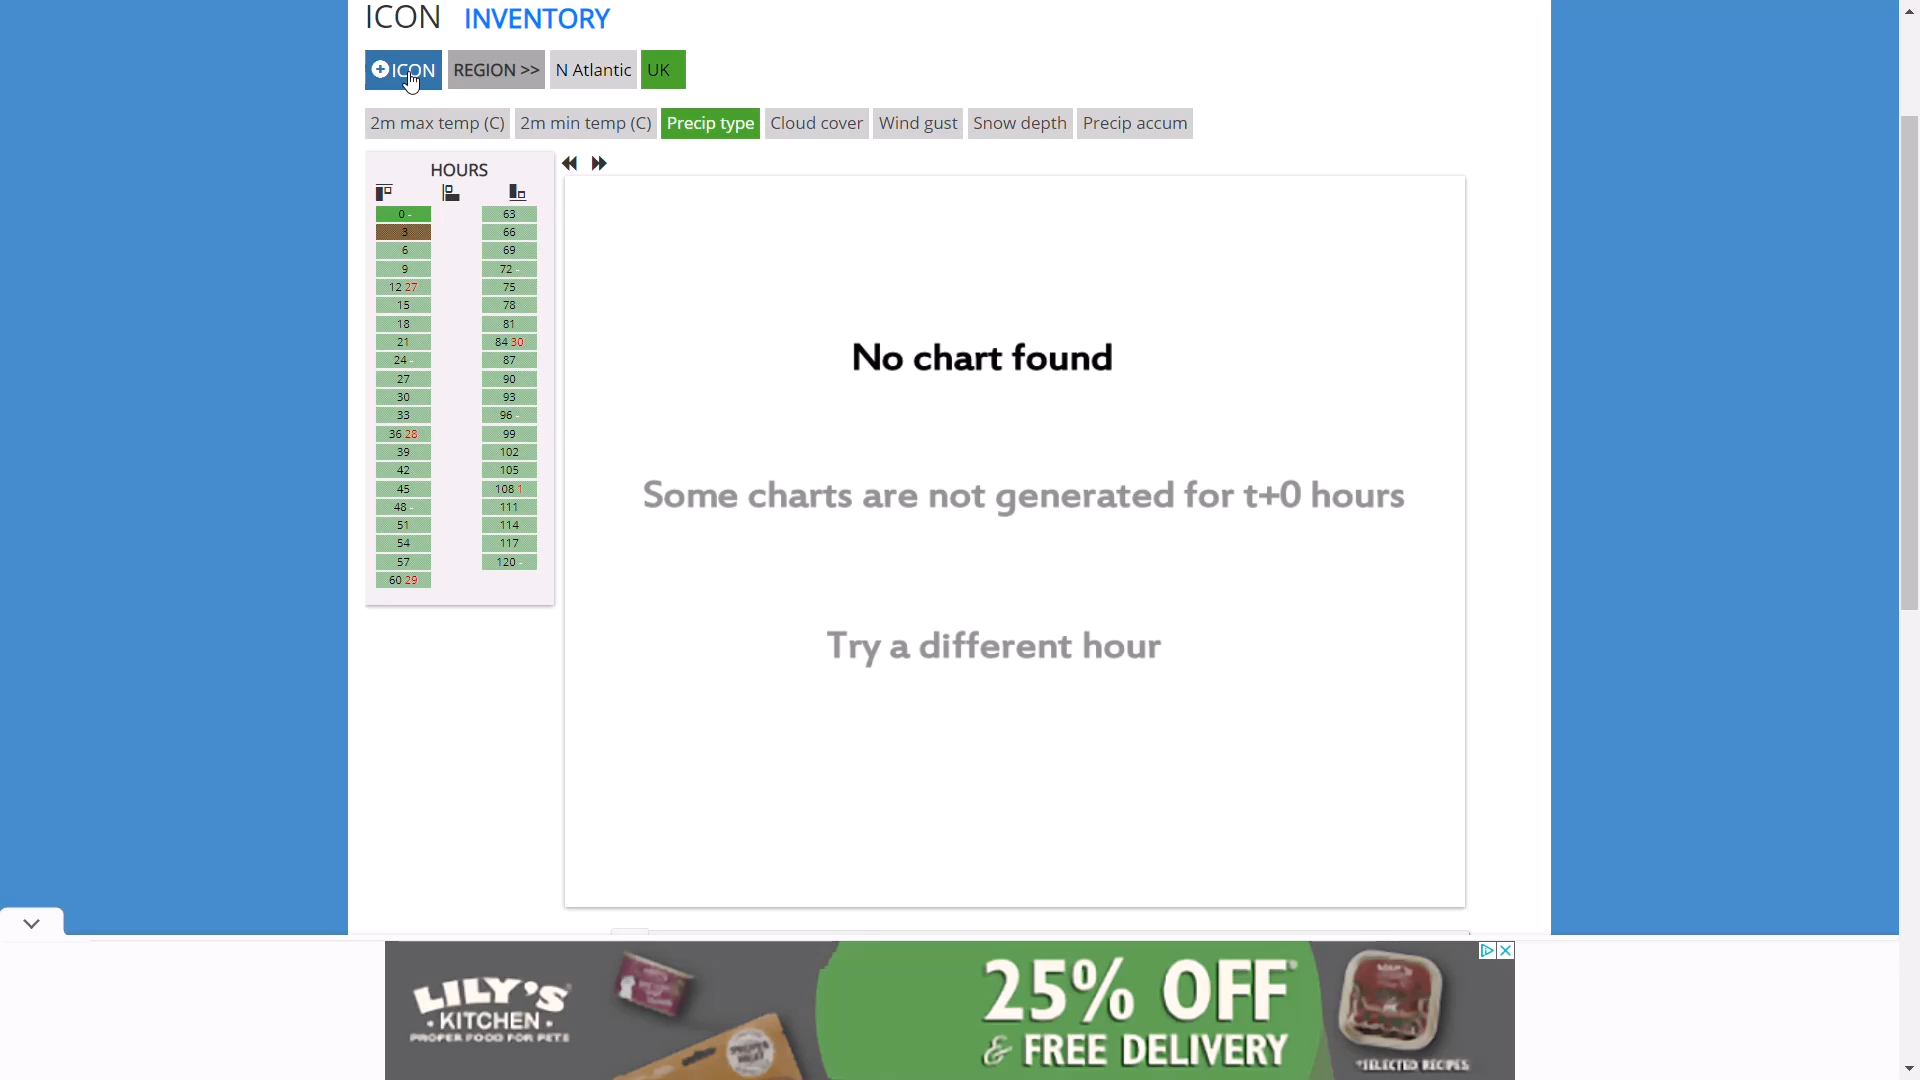 ICON INVENTORY
ICON REGION >> N Atlantic UK
2m max temp (C) 2m min temp (C) Precip type Cloud cover Wind gust Snow depth Precip accum
HOURS
0 - 63
3 66
6 69
9 72 -
12 27 75
15 78
18 81
21 84 30
24 - 87
27 90
30 93
33 96 -
36 28 99
39 102
42 105
45 108 1
48 - 111
51 114
54 117
57 120 -
60 29
No chart found
Some charts are not generated for t+0 hours
Try a different hour
LILY'S
• KITCHEN •
PROPER FOOD FOR PETS
25% OFF*
& FREE DELIVERY
*SELECTED RECIPES